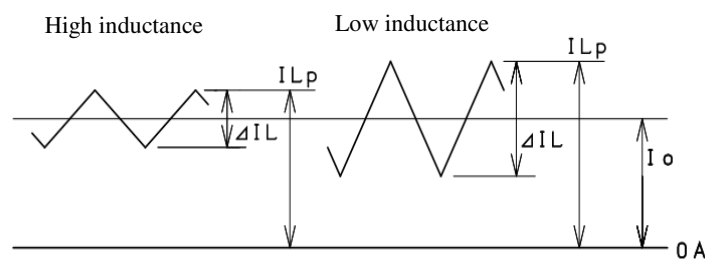 High inductance
Low inductance
ILp
ILp
⊿IL
⊿IL
Io
0A